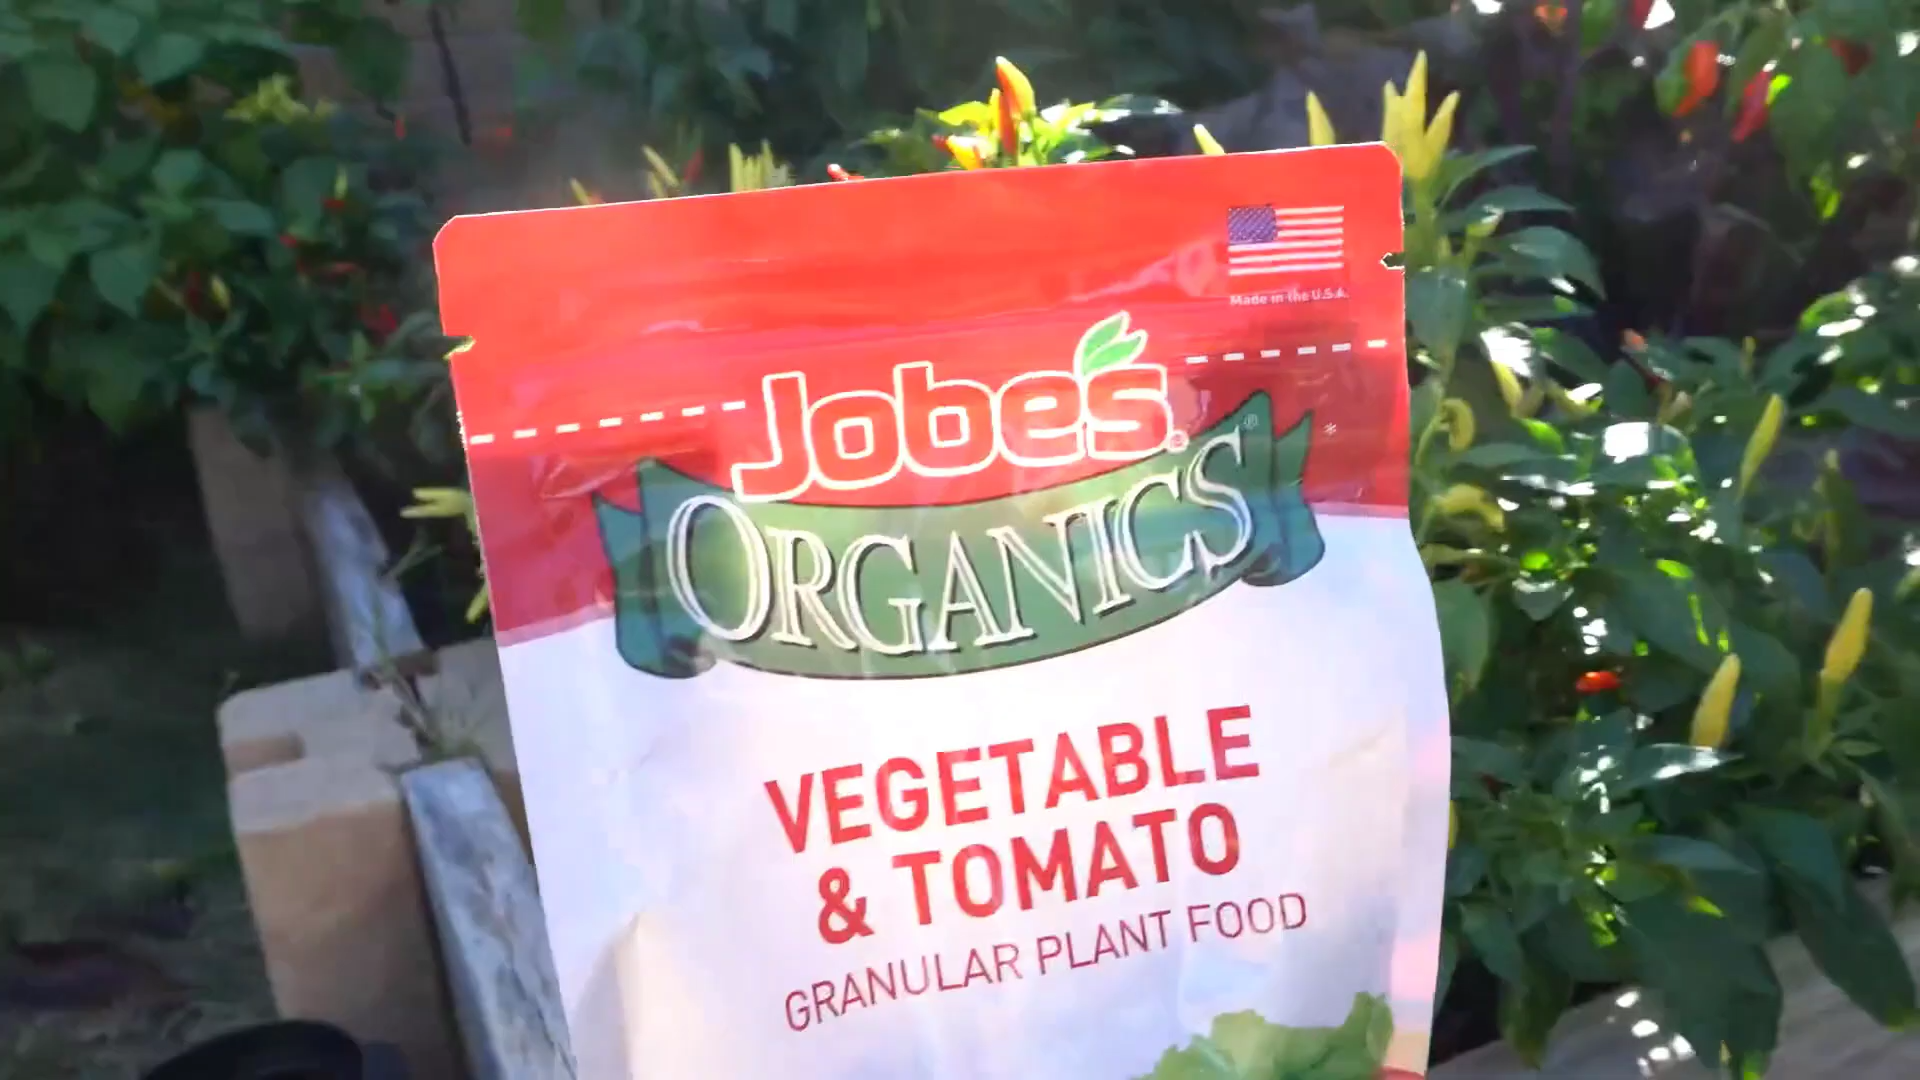 Made in the U.S.A.
Jobe's®
ORGANICS® *
VEGETABLE
& TOMATO
GRANULAR PLANT FOOD